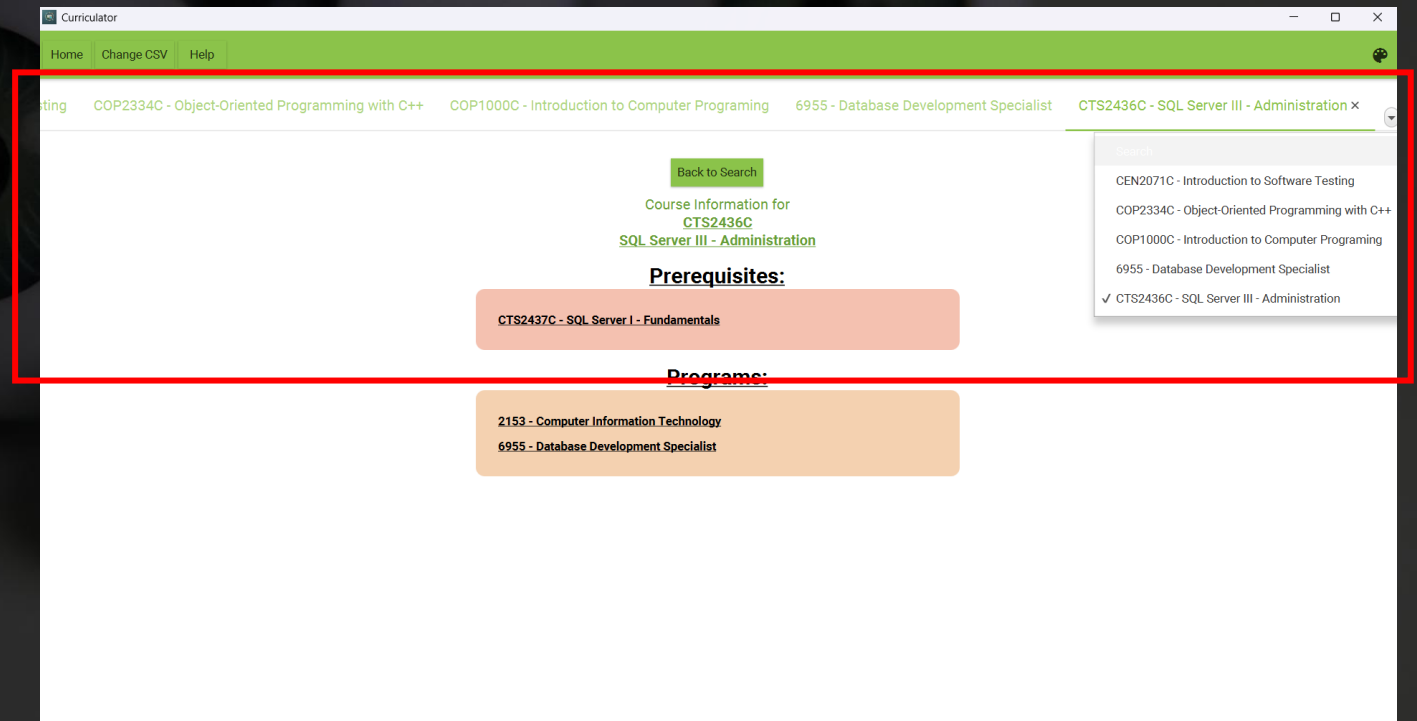 Curriculator
Home Change CSV Help
sting COP2334C - Object-Oriented Programming with C++ COP1000C - Introduction to Computer Programing 6955 - Database Development Specialist CTS2436C - SQL Server III - Administration ×
Search
CEN2071C - Introduction to Software Testing
COP2334C - Object-Oriented Programming with C++
COP1000C - Introduction to Computer Programing
6955 - Database Development Specialist
✓ CTS2436C - SQL Server III - Administration
Back to Search
Course Information for
CTS2436C
SQL Server III - Administration
Prerequisites:
CTS2437C - SQL Server I - Fundamentals
Programs:
2153 - Computer Information Technology
6955 - Database Development Specialist